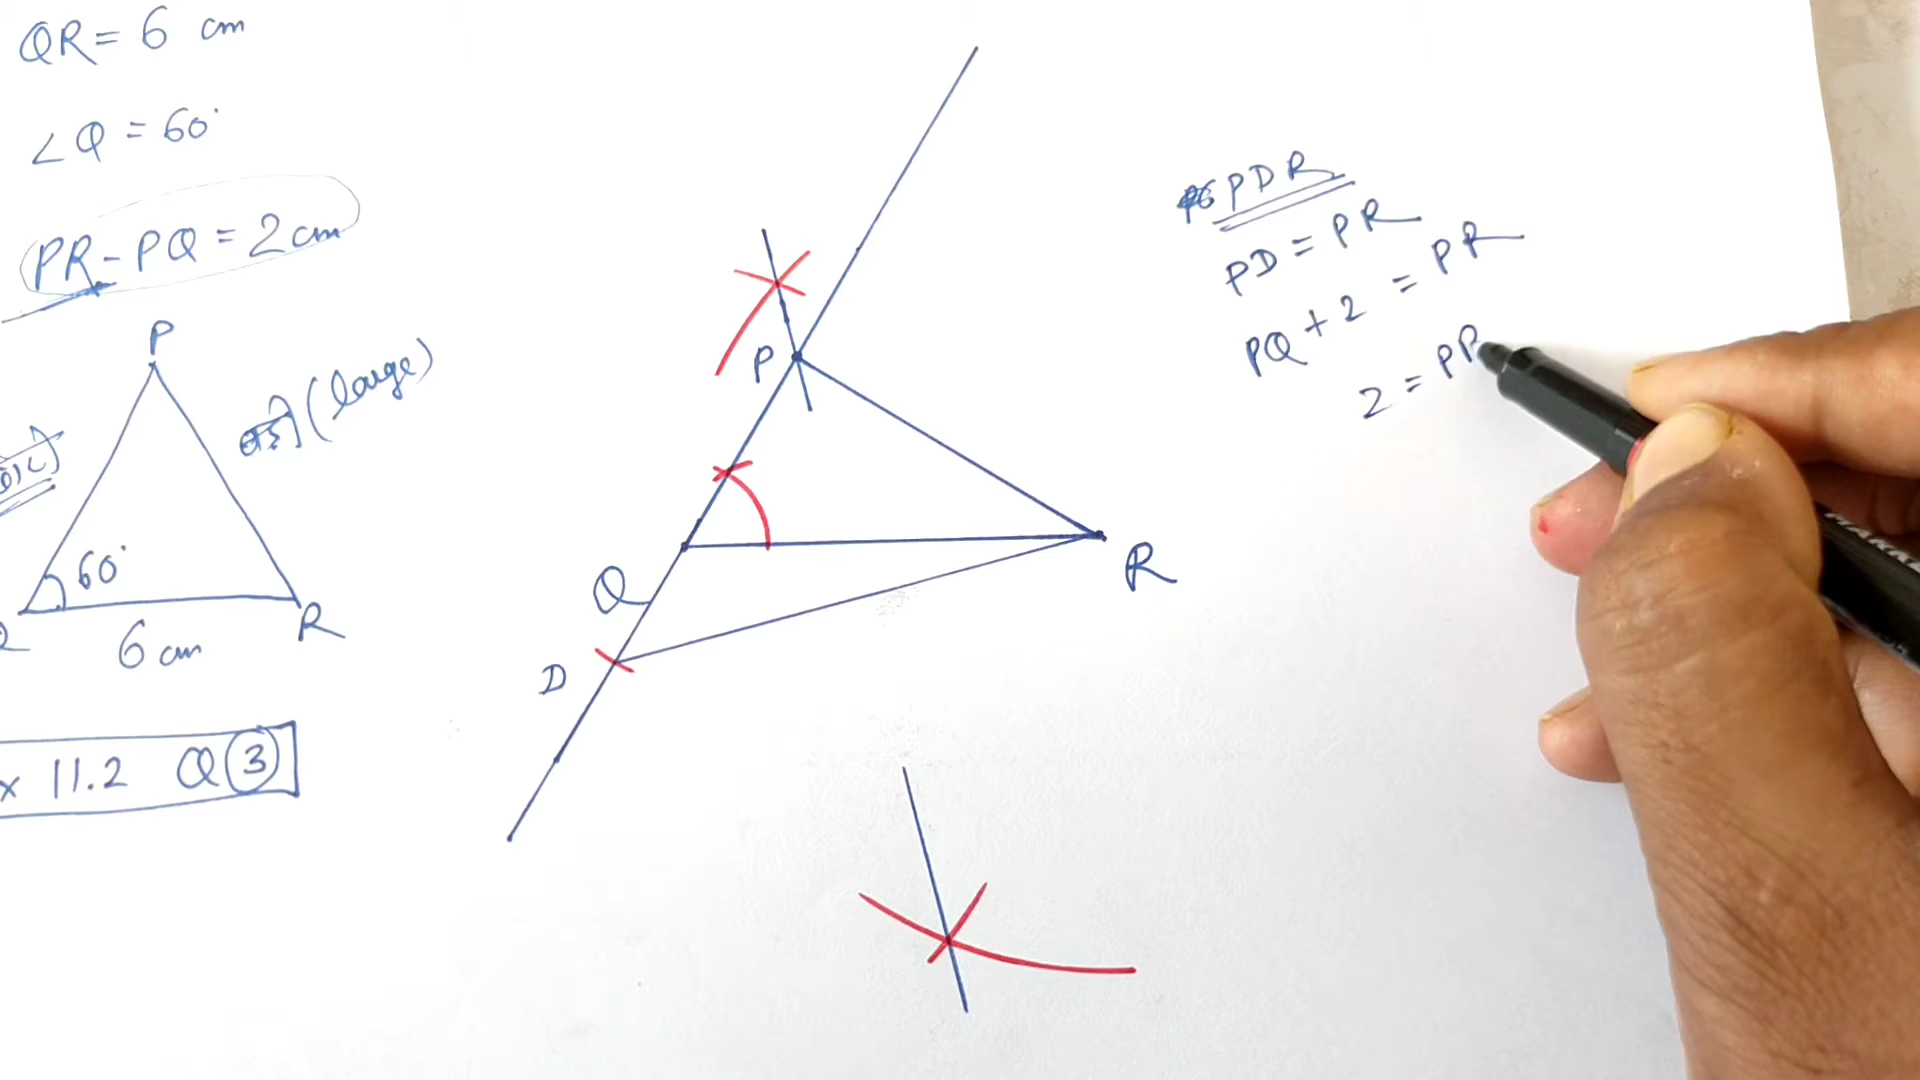 QR = 6 cm
∠Q = 60°
PR - PQ = 2 cm
P
बड़ी (large)
60°
R
6 cm
x 11.2 Q 3
P
Q
R
D
PDR
PD = PR
PQ + 2 = PR
2 = PR